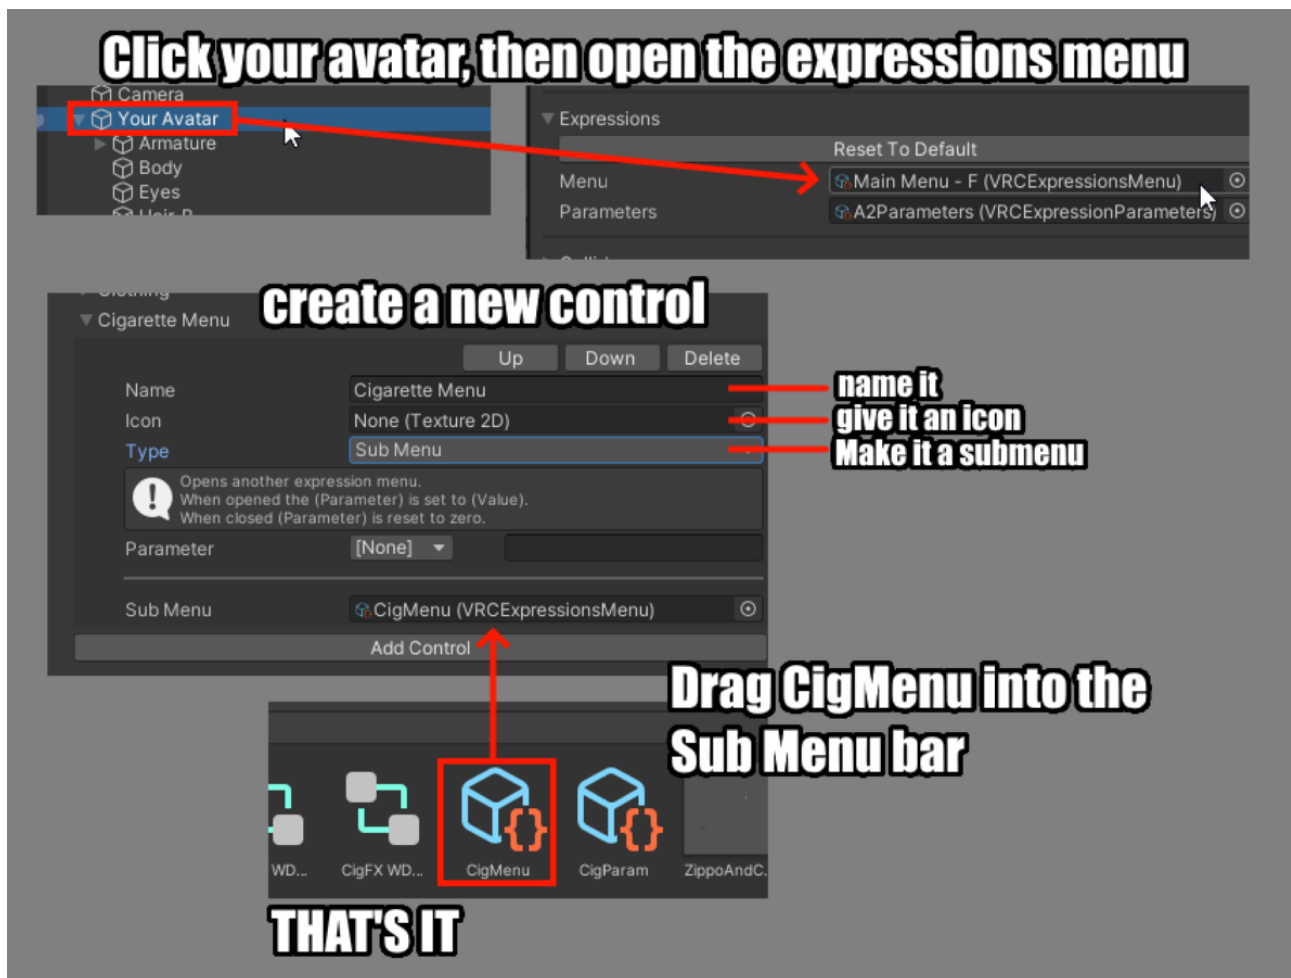 Click your avatar, then open the expressions menu
Camera
Your Avatar
Armature
Body
Eyes
Expressions
Reset To Default
Menu
Main Menu - F (VRCExpressionsMenu)
Parameters
A2Parameters (VRCExpressionParameters)
create a new control
Clothing
Cigarette Menu
Up Down Delete
Name Cigarette Menu
name it
Icon None (Texture 2D)
give it an icon
Type Sub Menu
Make it a submenu
Opens another expression menu.
When opened the (Parameter) is set to (Value).
When closed (Parameter) is reset to zero.
Parameter [None]
Sub Menu CigMenu (VRCExpressionsMenu)
Add Control
Drag CigMenu into the
Sub Menu bar
WD... CigFX WD... CigMenu CigParam ZippoAndC.
THAT'S IT